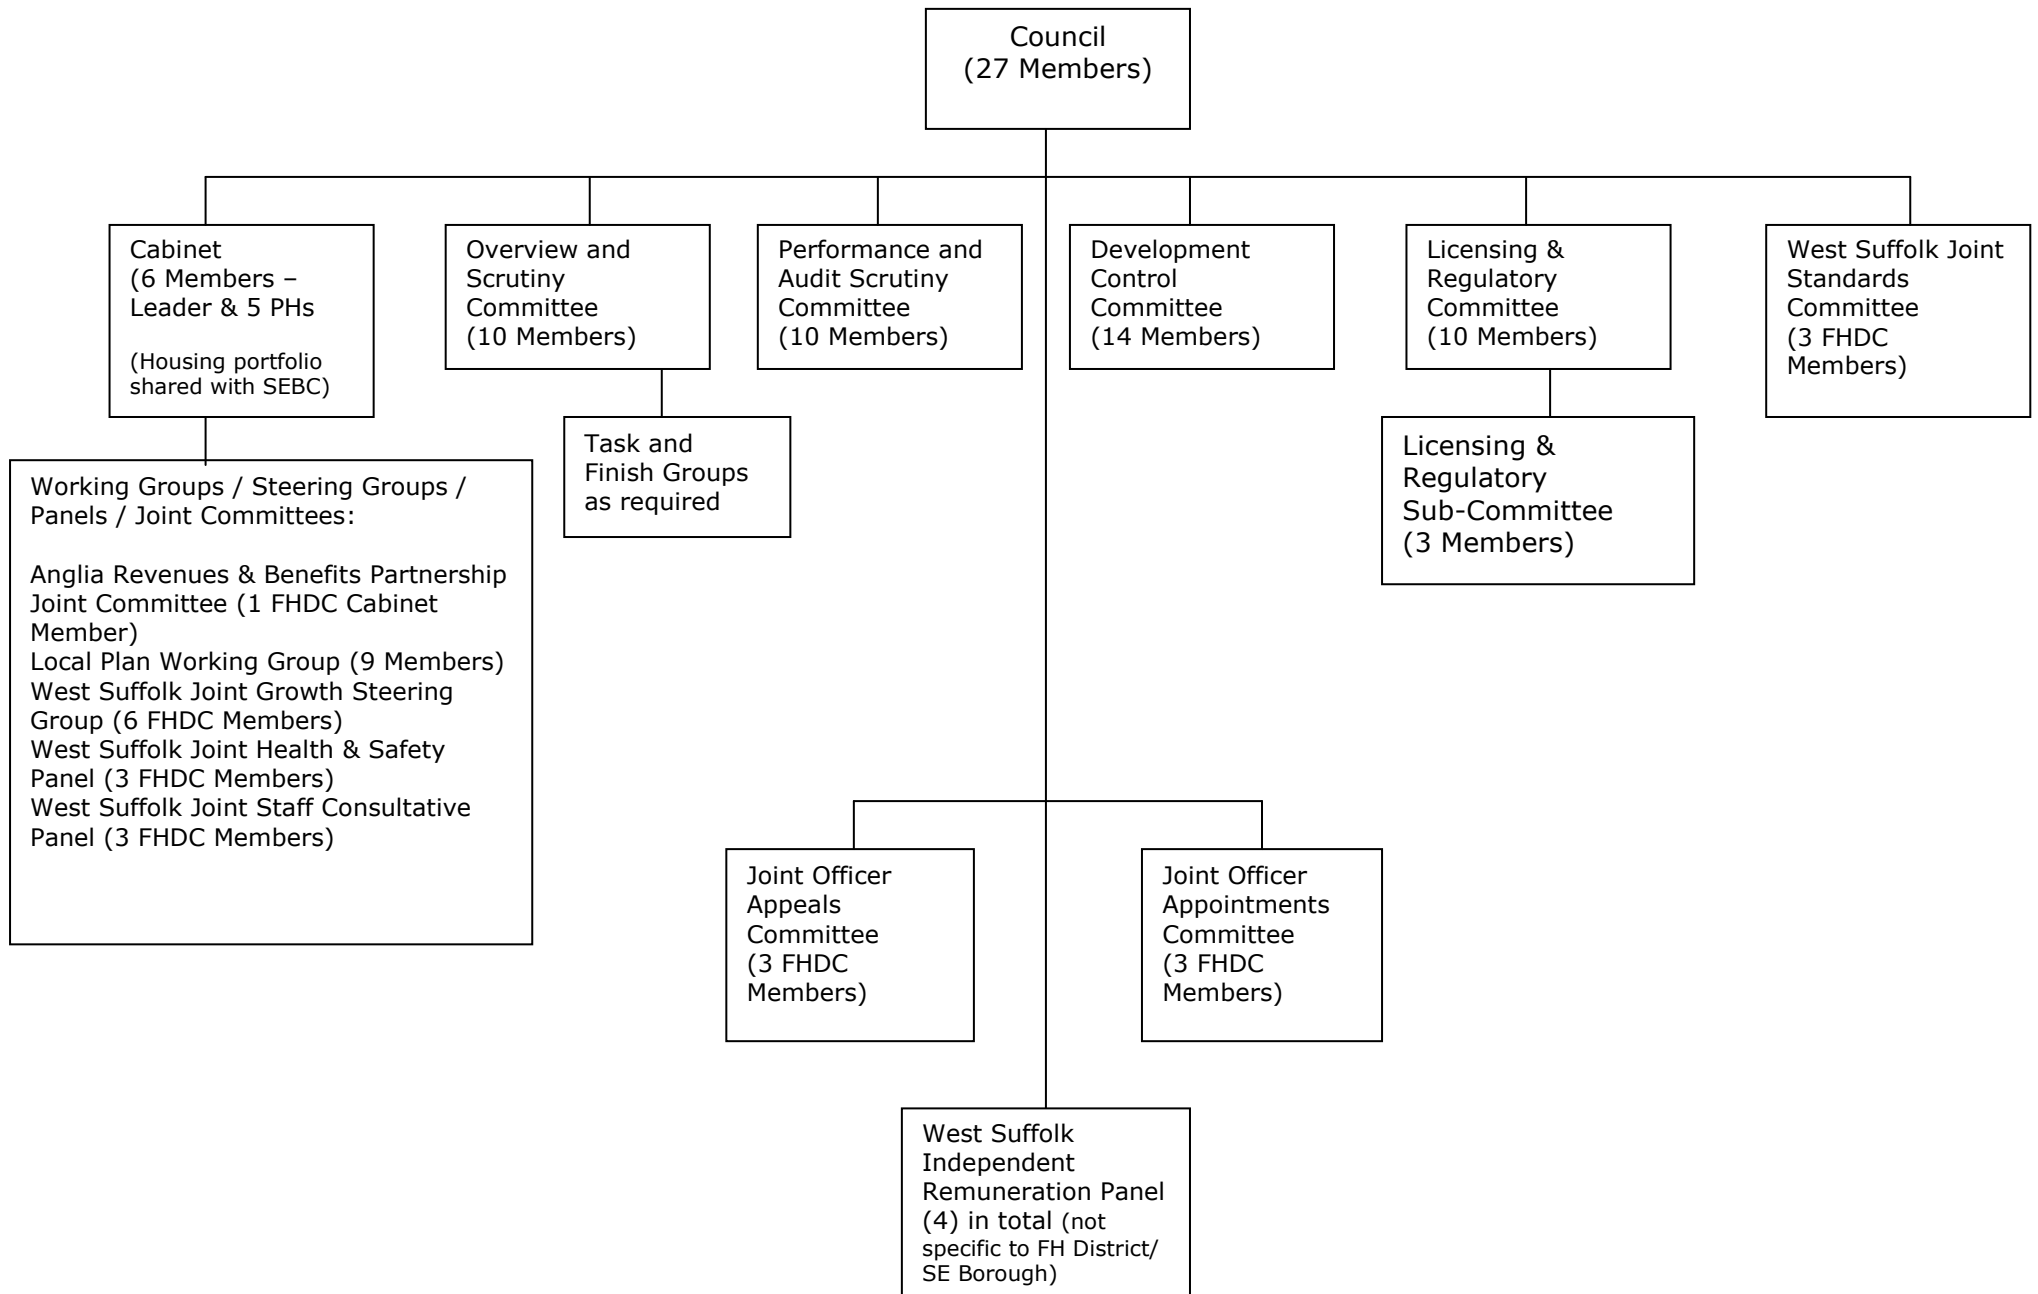 Council
(27 Members)
Cabinet
(6 Members –
Leader & 5 PHs
(Housing portfolio
shared with SEBC)
Overview and
Scrutiny
Committee
(10 Members)
Performance and
Audit Scrutiny
Committee
(10 Members)
Development
Control
Committee
(14 Members)
Licensing &
Regulatory
Committee
(10 Members)
West Suffolk Joint
Standards
Committee
(3 FHDC
Members)
Working Groups / Steering Groups /
Panels / Joint Committees:
Anglia Revenues & Benefits Partnership
Joint Committee (1 FHDC Cabinet
Member)
Local Plan Working Group (9 Members)
West Suffolk Joint Growth Steering
Group (6 FHDC Members)
West Suffolk Joint Health & Safety
Panel (3 FHDC Members)
West Suffolk Joint Staff Consultative
Panel (3 FHDC Members)
Task and
Finish Groups
as required
Licensing &
Regulatory
Sub-Committee
(3 Members)
Joint Officer
Appeals
Committee
(3 FHDC
Members)
Joint Officer
Appointments
Committee
(3 FHDC
Members)
West Suffolk
Independent
Remuneration Panel
(4) in total (not
specific to FH District/
SE Borough)